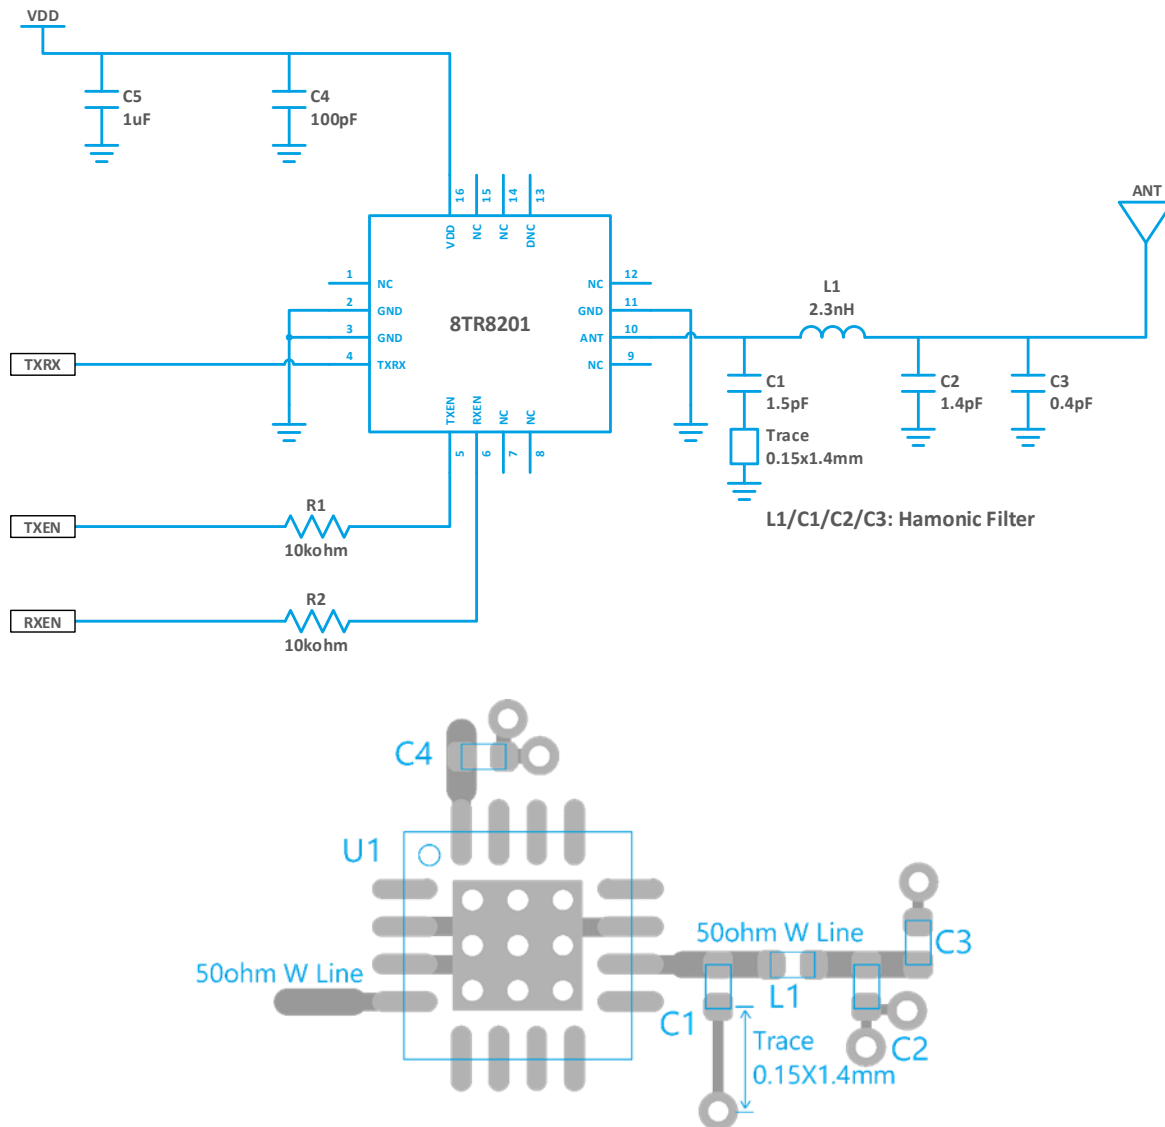 VDD
C5
1uF
C4
100pF
16
15
14
13
VDD
NC
NC
DNC
ANT
1
NC
2
GND
3
GND
4
TXRX
8TR8201
NC
12
GND
11
ANT
10
NC
9
TXEN
RXEN
NC
NC
5
6
7
8
TXRX
L1
2.3nH
C1
1.5pF
Trace
0.15x1.4mm
C2
1.4pF
C3
0.4pF
L1/C1/C2/C3: Hamonic Filter
TXEN
R1
10kohm
RXEN
R2
10kohm
C4
U1
50ohm W Line
50ohm W Line
C3
L1
C1
C2
Trace
0.15X1.4mm